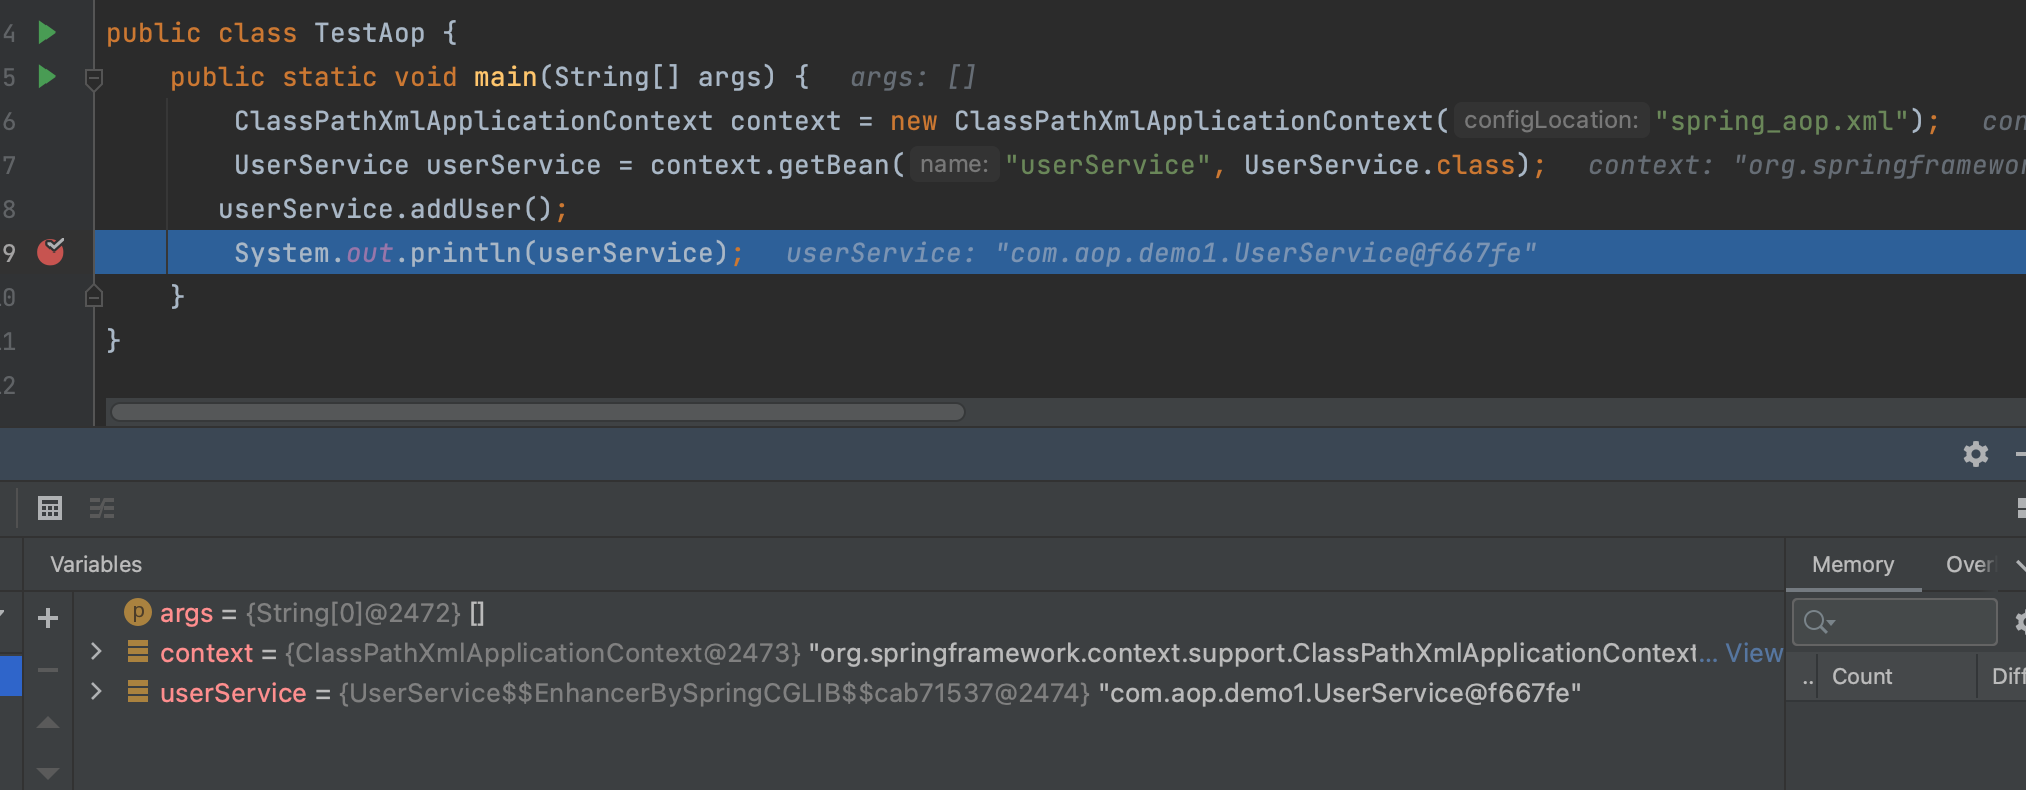 4 public class TestAop {
5 public static void main(String[] args) { args: []
6 ClassPathXmlApplicationContext context = new ClassPathXmlApplicationContext( configLocation: "spring_aop.xml"); con
7 UserService userService = context.getBean( name: "userService", UserService.class); context: "org.springframewor
8 userService.addUser();
9 System.out.println(userService); userService: "com.aop.demo1.UserService@f667fe"
10 }
11 }
12
Variables
Memory Over
args = {String[0]@2472} []
context = {ClassPathXmlApplicationContext@2473} "org.springframework.context.support.ClassPathXmlApplicationContext... View
userService = {UserService$$EnhancerBySpringCGLIB$$cab71537@2474} "com.aop.demo1.UserService@f667fe"
.. Count Diff